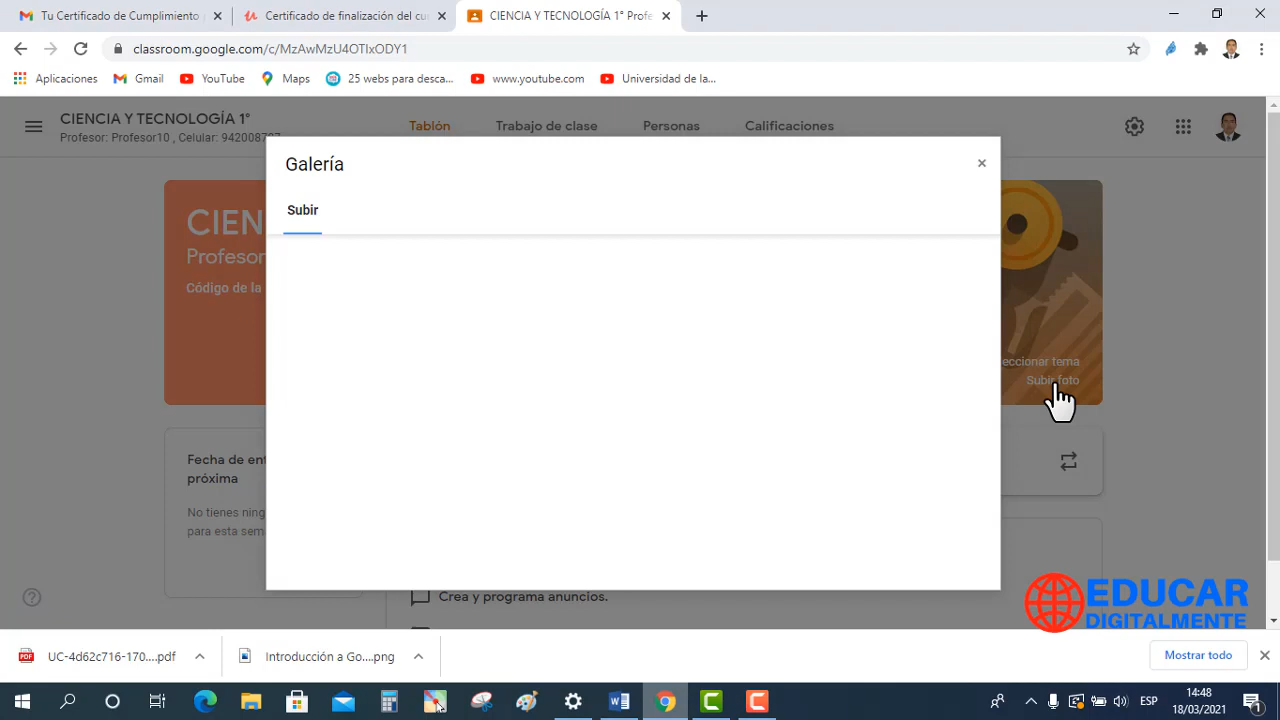 Tu Certificado de Cumplimiento
Certificado de finalización del cu
CIENCIA Y TECNOLOGÍA 1° Profe
classroom.google.com/c/MzAwMzU4OTIxODY1
Aplicaciones
Gmail
YouTube
Maps
25 webs para desca...
www.youtube.com
Universidad de la...
CIENCIA Y TECNOLOGÍA 1°
Profesor: Profesor10 , Celular: 942008787
Tablón
Trabajo de clase
Personas
Calificaciones
Galería
Subir
CIEN
Profesor
Código de la
eccionar tema
Subir foto
Fecha de ent
próxima
No tienes ning
para esta sem
Crea y programa anuncios.
EDUCAR
DIGITALMENTE
UC-4d62c716-170....pdf
Introducción a Go....png
Mostrar todo
ESP
14:48
18/03/2021
1